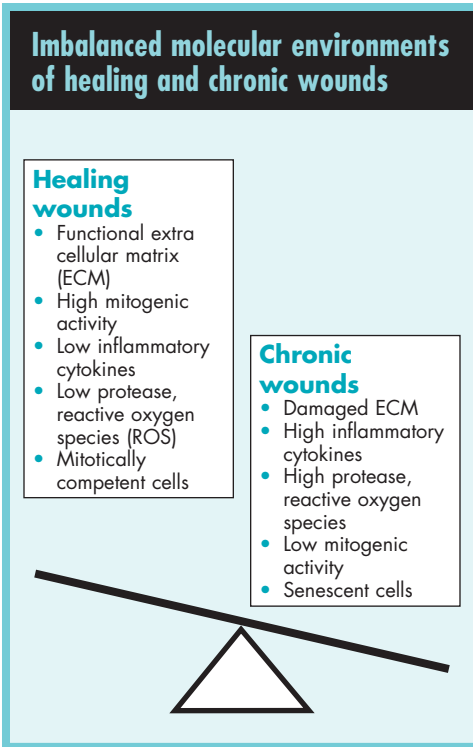 Imbalanced molecular environments
of healing and chronic wounds
Healing
wounds
• Functional extra
cellular matrix
(ECM)
• High mitogenic
activity
• Low inflammatory
cytokines
• Low protease,
reactive oxygen
species (ROS)
• Mitotically
competent cells
Chronic
wounds
• Damaged ECM
• High inflammatory
cytokines
• High protease,
reactive oxygen
species
• Low mitogenic
activity
• Senescent cells